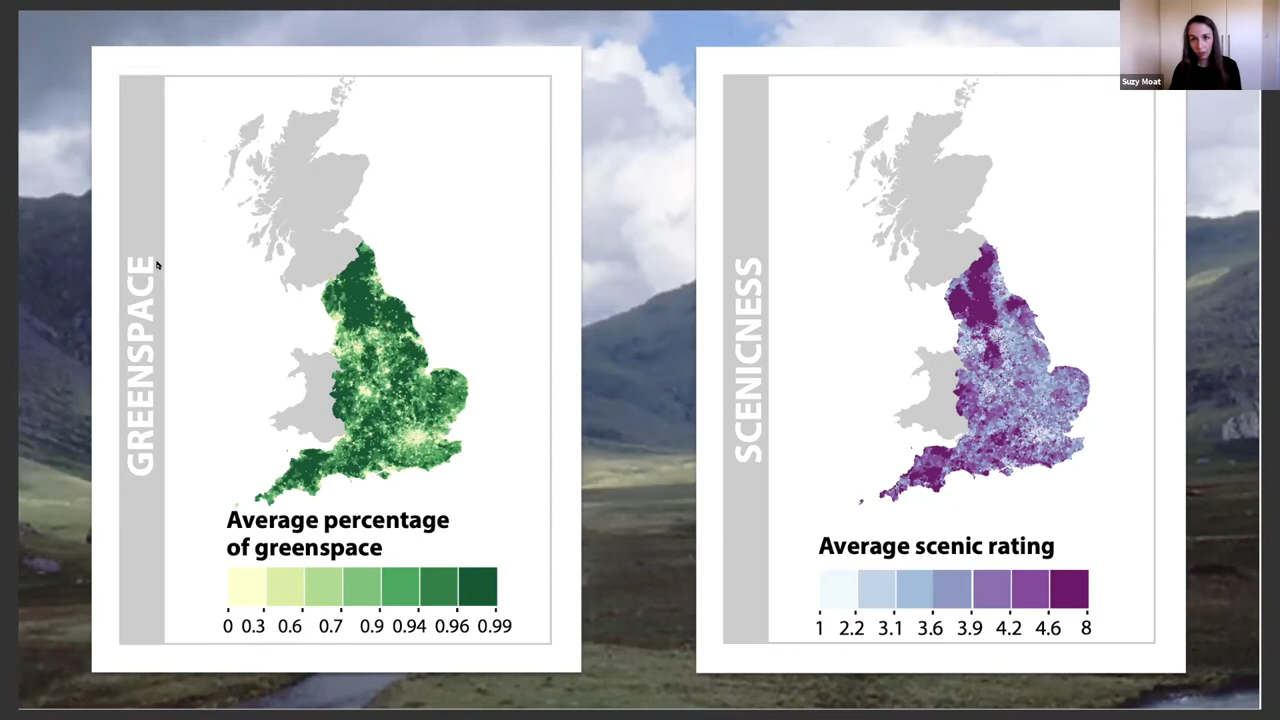 GREENSPACE
Average percentage
of greenspace
0 0.3 0.6 0.7 0.9 0.94 0.96 0.99
SCENICNESS
Average scenic rating
1 2.2 3.1 3.6 3.9 4.2 4.6 8
Suzy Moat